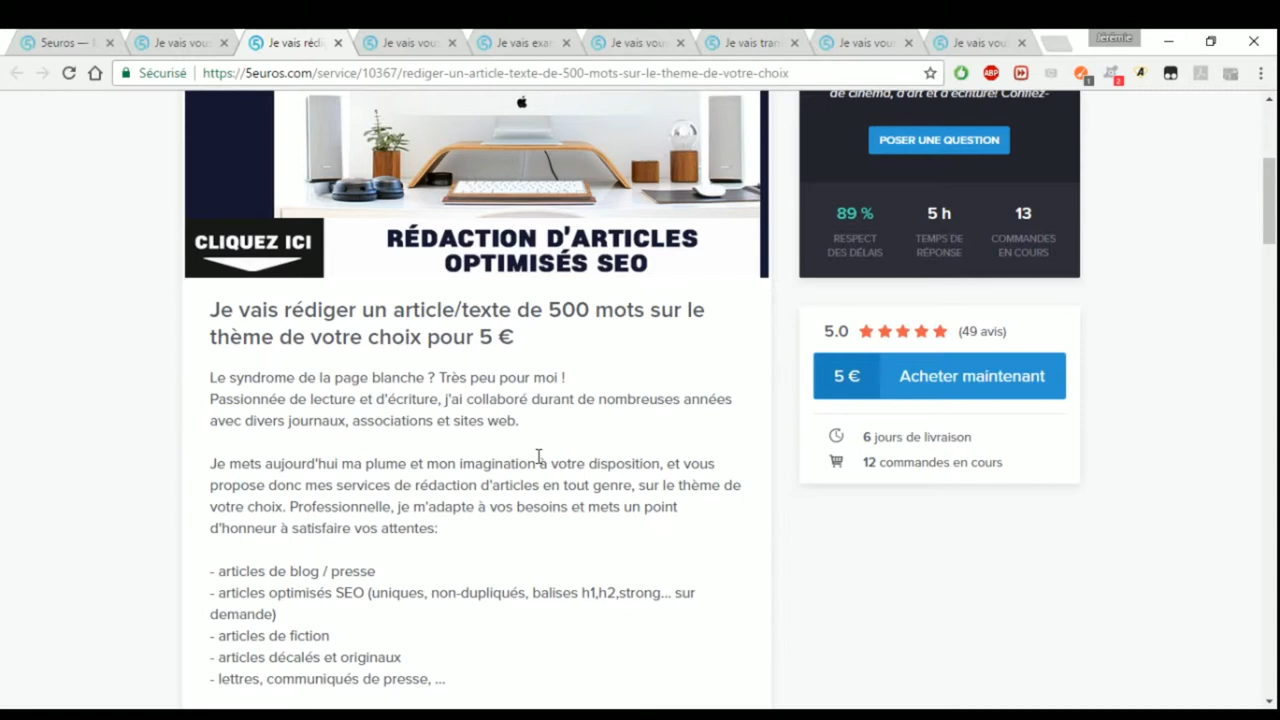 5euros — I
Je vais vous
Je vais rédi
Je vais vous
Je vais exa
Je vais vous
Je vais tran
Je vais vous
Je vais vous
Jérémie
Sécurisé
https://5euros.com/service/10367/rediger-un-article-texte-de-500-mots-sur-le-theme-de-votre-choix
ABP
1
2
A
CLIQUEZ ICI
RÉDACTION D'ARTICLES
OPTIMISÉS SEO
Je vais rédiger un article/texte de 500 mots sur le
thème de votre choix pour 5 €
Le syndrome de la page blanche ? Très peu pour moi !
Passionnée de lecture et d'écriture, j'ai collaboré durant de nombreuses années
avec divers journaux, associations et sites web.
Je mets aujourd'hui ma plume et mon imagination à votre disposition, et vous
propose donc mes services de rédaction d'articles en tout genre, sur le thème de
votre choix. Professionnelle, je m'adapte à vos besoins et mets un point
d'honneur à satisfaire vos attentes:
- articles de blog / presse
- articles optimisés SEO (uniques, non-dupliqués, balises h1,h2,strong... sur
demande)
- articles de fiction
- articles décalés et originaux
- lettres, communiqués de presse, ...
de cinéma, d'art et d'écriture! Confiez-
POSER UNE QUESTION
89 %
5 h
13
RESPECT
DES DÉLAIS
TEMPS DE
RÉPONSE
COMMANDES
EN COURS
5.0
(49 avis)
5 €
Acheter maintenant
6 jours de livraison
12 commandes en cours